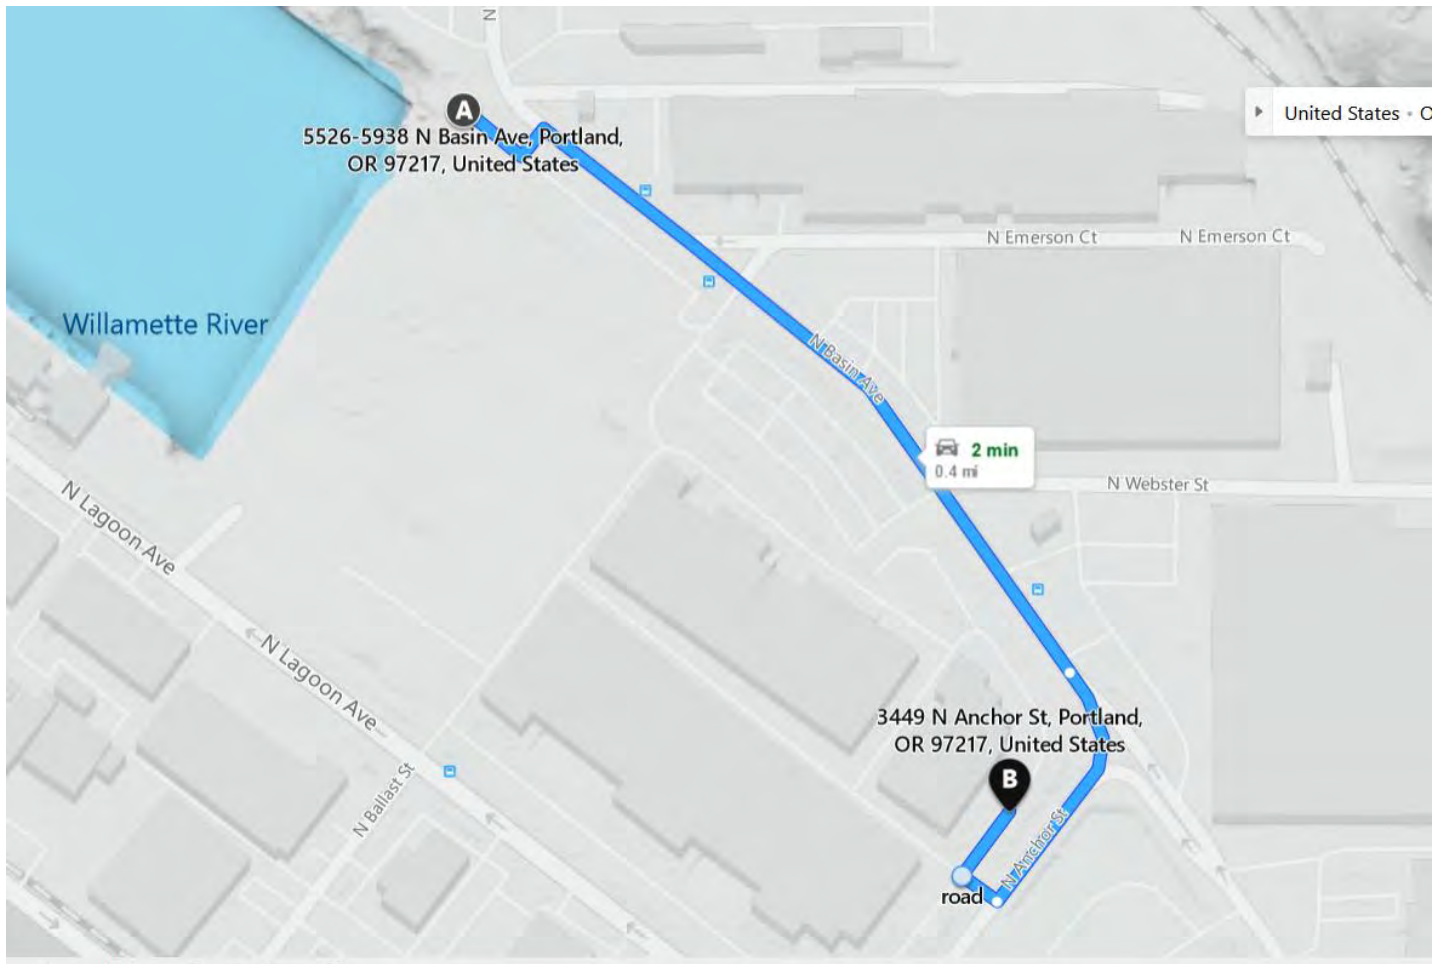 N
A
5526-5938 N Basin Ave, Portland,
OR 97217, United States
United States • O
N Emerson Ct
N Emerson Ct
Willamette River
N Basin Ave
2 min
0.4 mi
N Webster St
N Lagoon Ave
N Lagoon Ave
3449 N Anchor St, Portland,
OR 97217, United States
B
N Ballast St
N Anchor St
road